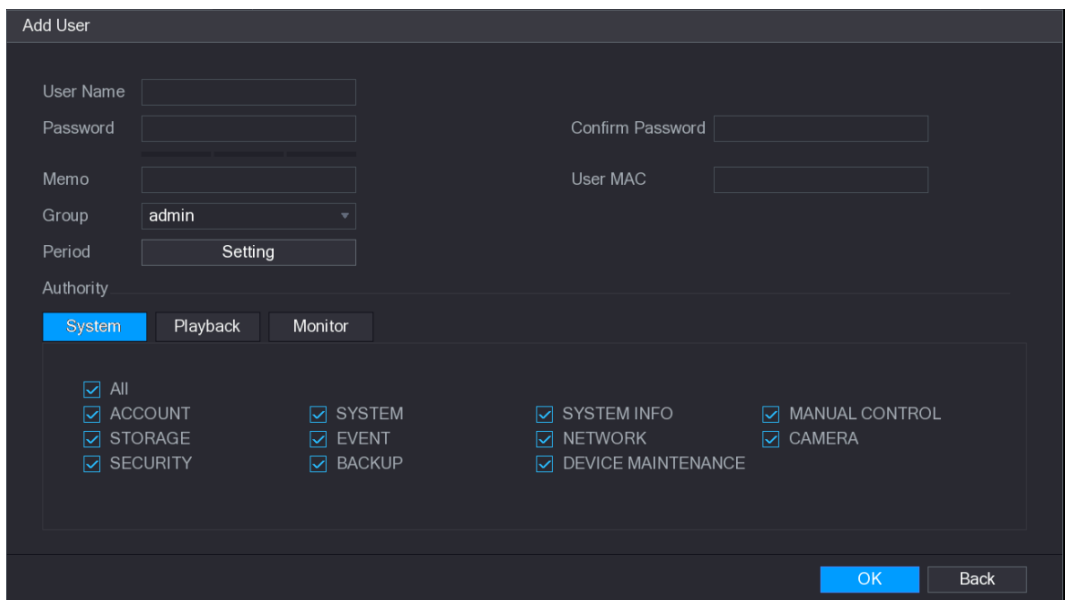 Add User
User Name
Password Confirm Password
Memo User MAC
Group admin
Period Setting
Authority
System Playback Monitor
All
ACCOUNT SYSTEM SYSTEM INFO MANUAL CONTROL
STORAGE EVENT NETWORK CAMERA
SECURITY BACKUP DEVICE MAINTENANCE
OK Back